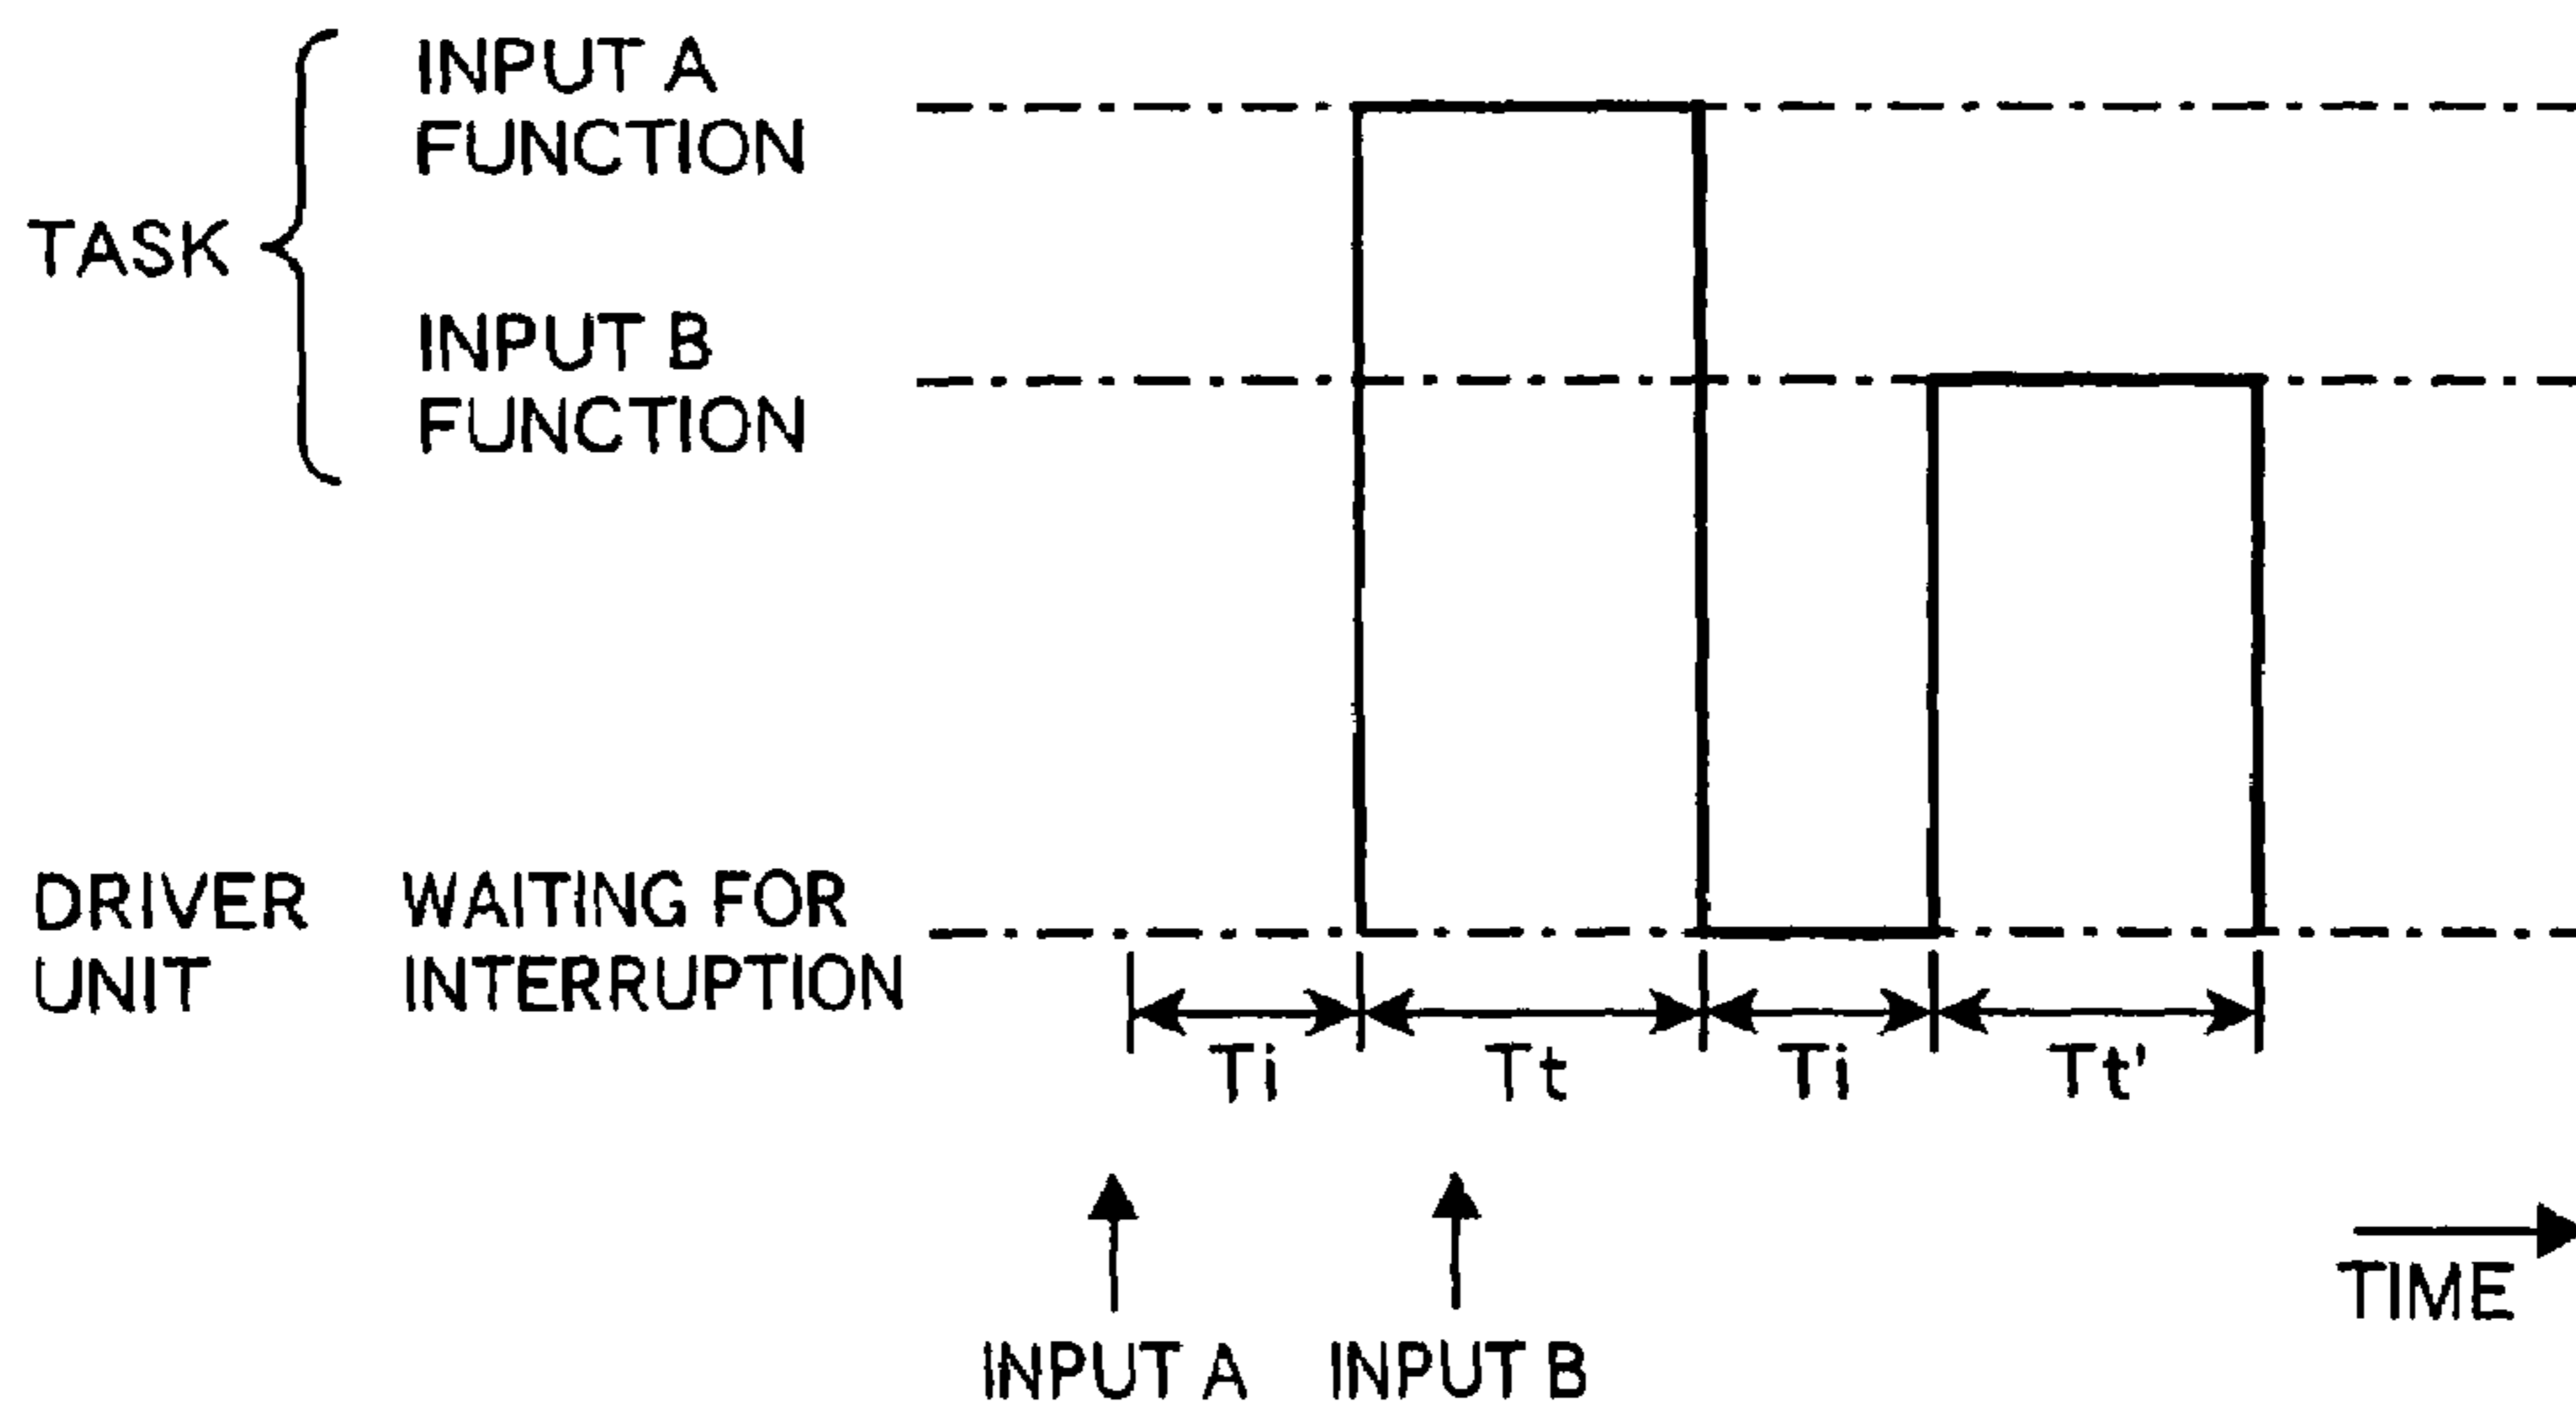 INPUT A
FUNCTION
TASK
INPUT B
FUNCTION
DRIVER
UNIT
WAITING FOR
INTERRUPTION
Ti
Tt
Ti
Tt'
INPUT A
INPUT B
TIME